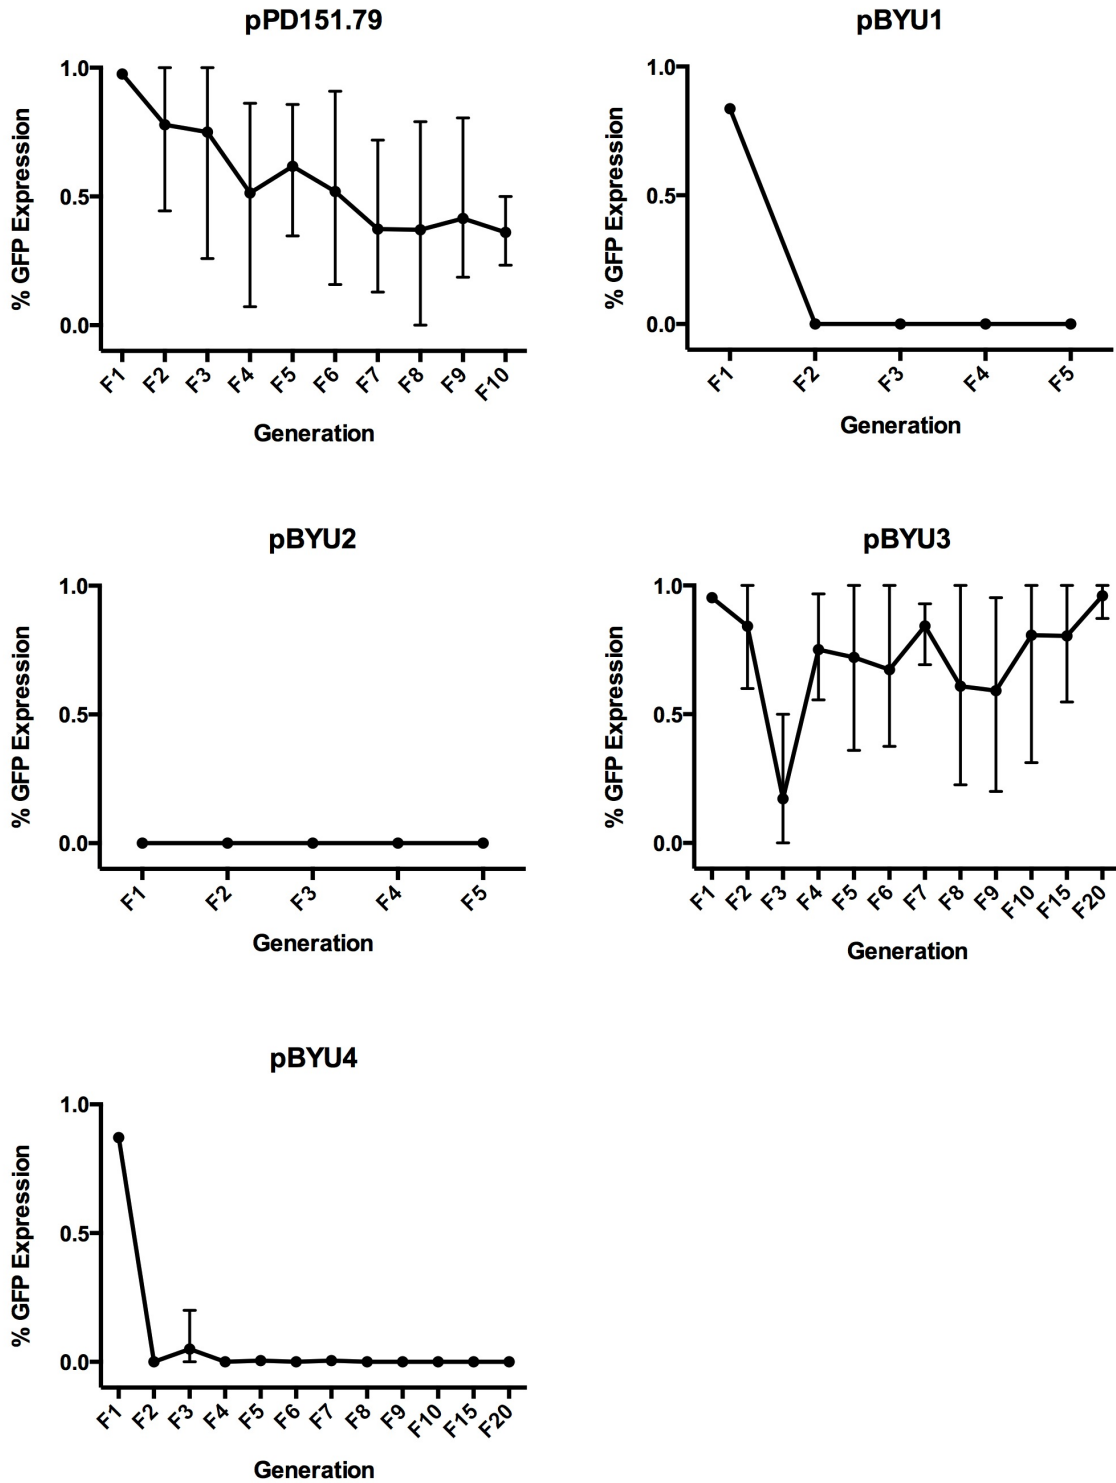 pPD151.79
% GFP Expression
1.0
0.5
0.0
F1 F2 F3 F4 F5 F6 F7 F8 F9 F10
Generation
pBYU1
% GFP Expression
1.0
0.5
0.0
F1 F2 F3 F4 F5
Generation
pBYU2
% GFP Expression
1.0
0.5
0.0
F1 F2 F3 F4 F5
Generation
pBYU3
% GFP Expression
1.0
0.5
0.0
F1 F2 F3 F4 F5 F6 F7 F8 F9 F10 F15 F20
Generation
pBYU4
% GFP Expression
1.0
0.5
0.0
F1 F2 F3 F4 F5 F6 F7 F8 F9 F10 F15 F20
Generation